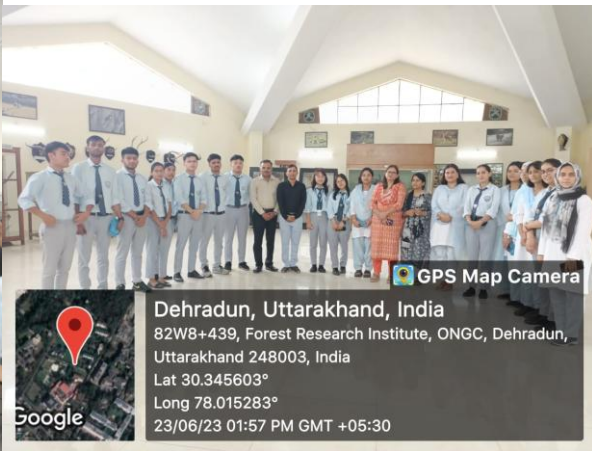 GPS Map Camera
Dehradun, Uttarakhand, India
82W8+439, Forest Research Institute, ONGC, Dehradun,
Uttarakhand 248003, India
Lat 30.345603°
Long 78.015283°
23/06/23 01:57 PM GMT +05:30
Google